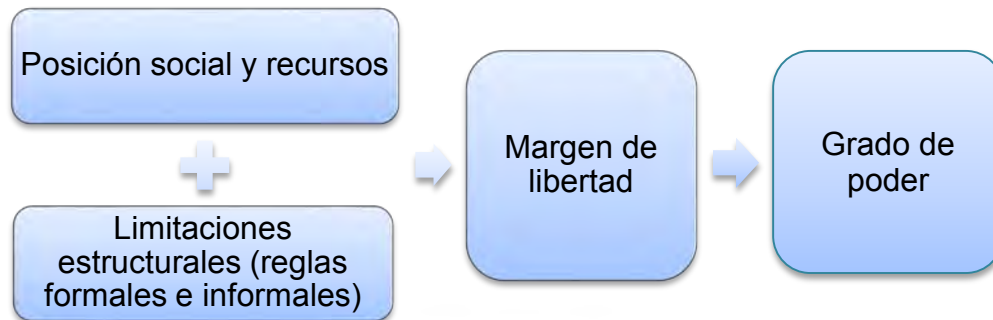 Posición social y recursos
Limitaciones
estructurales (reglas
formales e informales)
Margen de
libertad
Grado de
poder